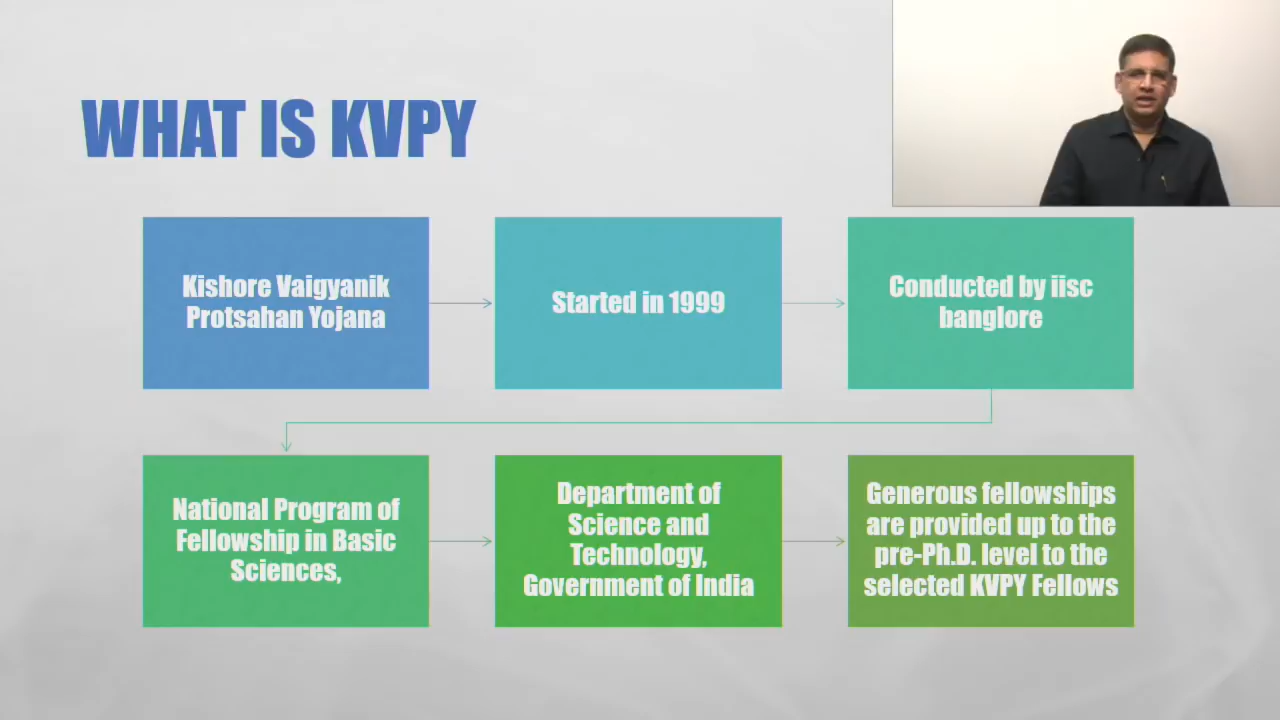 WHAT IS KVPY
Kishore Vaigyanik
Protsahan Yojana
Started in 1999
Conducted by iisc
banglore
National Program of
Fellowship in Basic
Sciences,
Department of
Science and
Technology,
Government of India
Generous fellowships
are provided up to the
pre-Ph.D. level to the
selected KVPY Fellows